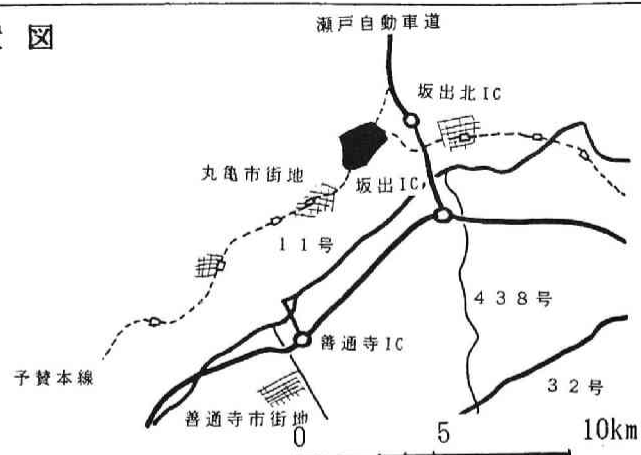 図
瀬戸自動車道
坂出北IC
丸亀市街地
坂出IC
11号
438号
善通寺IC
予讃本線
32号
善通寺市街地
0 5 10km